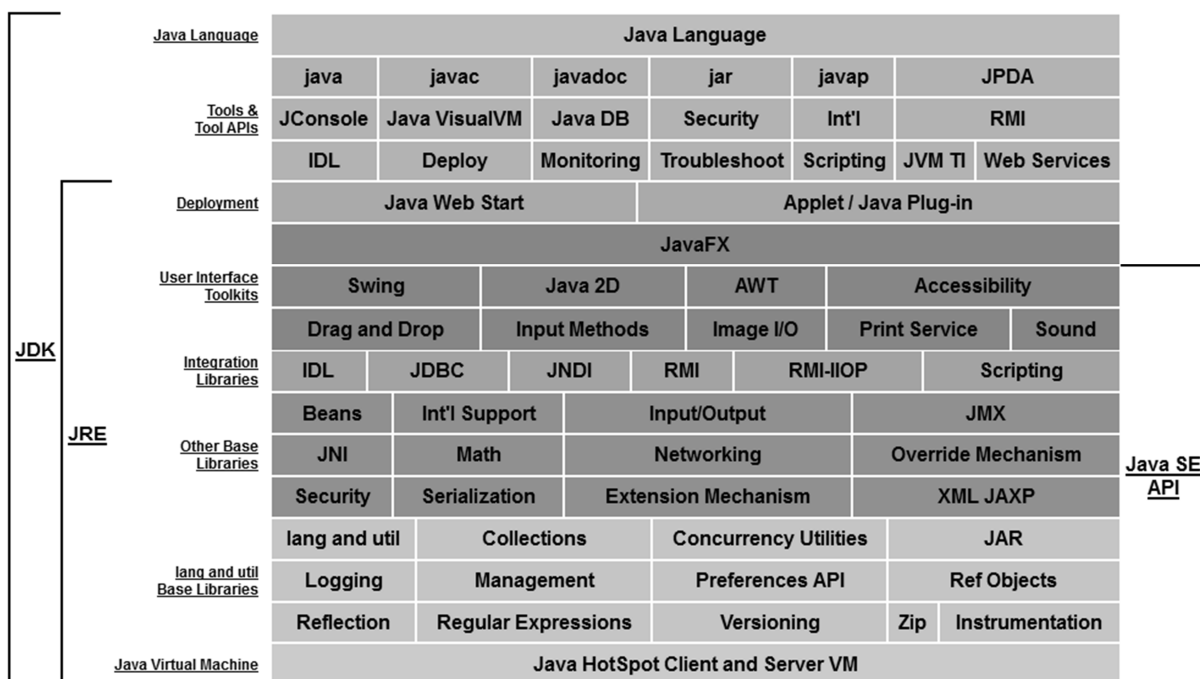 Java Language Java Language
java javac javadoc jar javap JPDA
Tools &
Tool APIs
JConsole Java VisualVM Java DB Security Int'l RMI
IDL Deploy Monitoring Troubleshoot Scripting JVM TI Web Services
Deployment Java Web Start Applet / Java Plug-in
JavaFX
User Interface
Toolkits
Swing Java 2D AWT Accessibility
Drag and Drop Input Methods Image I/O Print Service Sound
JDK
Integration
Libraries
IDL JDBC JNDI RMI RMI-IIOP Scripting
Beans Int'l Support Input/Output JMX
JRE
Other Base
Libraries
JNI Math Networking Override Mechanism
Java SE
API
Security Serialization Extension Mechanism XML JAXP
lang and util Collections Concurrency Utilities JAR
lang and util
Base Libraries
Logging Management Preferences API Ref Objects
Reflection Regular Expressions Versioning Zip Instrumentation
Java Virtual Machine Java HotSpot Client and Server VM